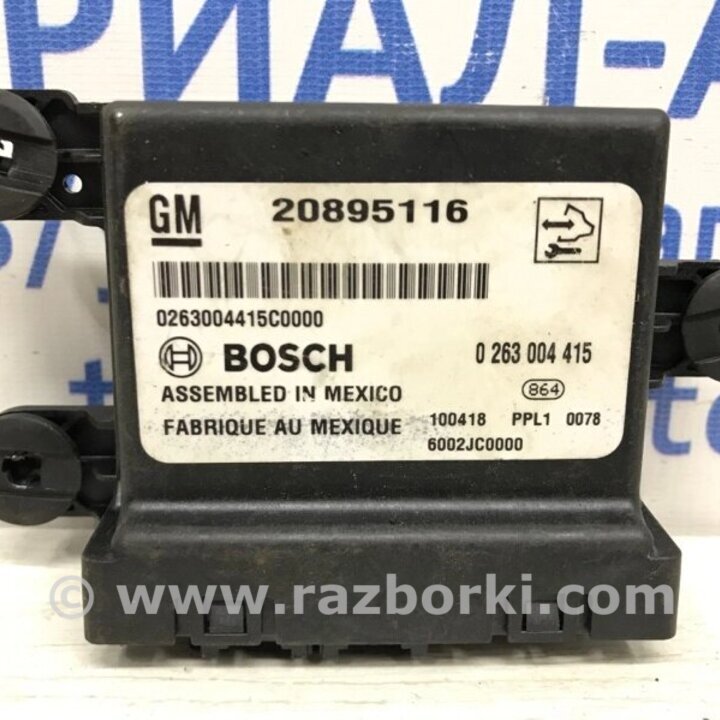 РИАЛ-А
GM 20895116
0263004415C0000
BOSCH 0 263 004 415
ASSEMBLED IN MEXICO 864
FABRIQUE AU MEXIQUE 100418 PPL1 0078
6002JC0000
© www.razborki.com